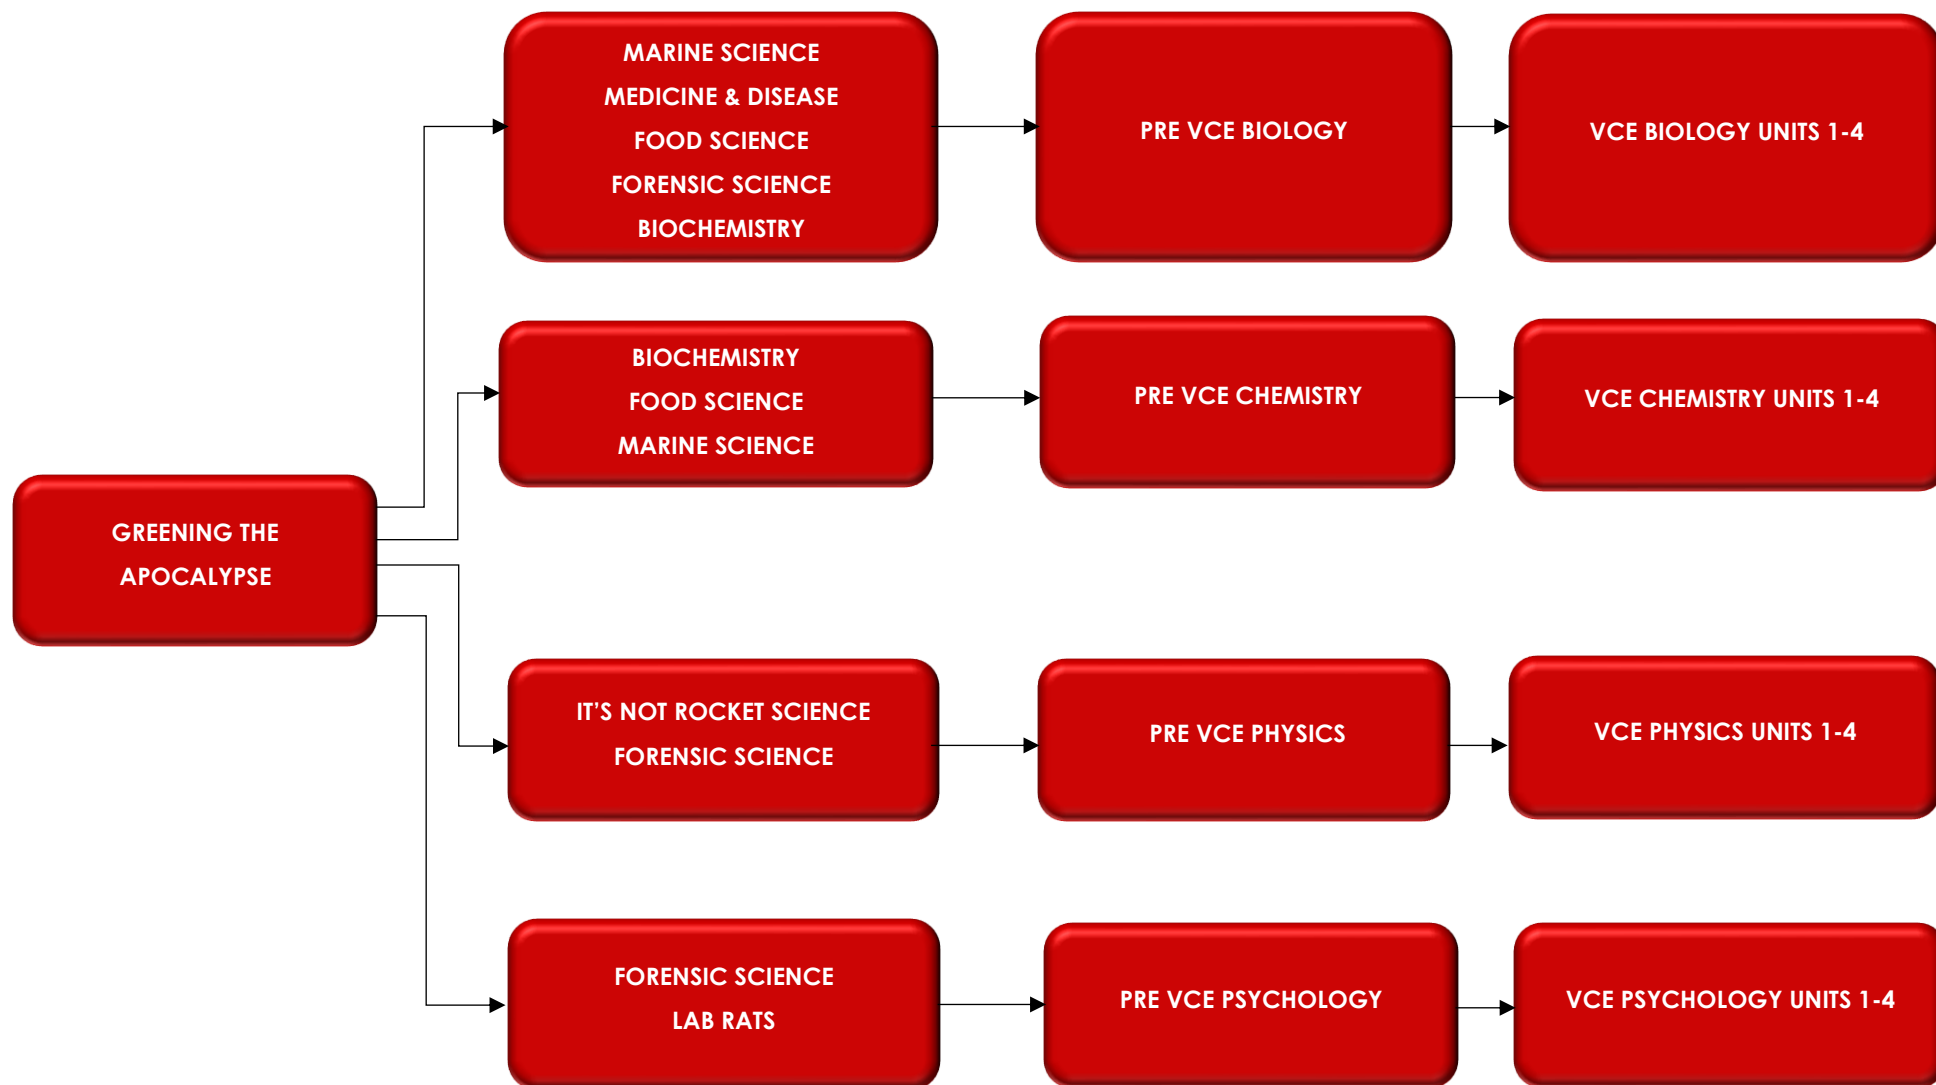 MARINE SCIENCE
MEDICINE & DISEASE
FOOD SCIENCE
FORENSIC SCIENCE
BIOCHEMISTRY
PRE VCE BIOLOGY
VCE BIOLOGY UNITS 1-4
BIOCHEMISTRY
FOOD SCIENCE
MARINE SCIENCE
PRE VCE CHEMISTRY
VCE CHEMISTRY UNITS 1-4
GREENING THE
APOCALYPSE
IT’S NOT ROCKET SCIENCE
FORENSIC SCIENCE
PRE VCE PHYSICS
VCE PHYSICS UNITS 1-4
FORENSIC SCIENCE
LAB RATS
PRE VCE PSYCHOLOGY
VCE PSYCHOLOGY UNITS 1-4